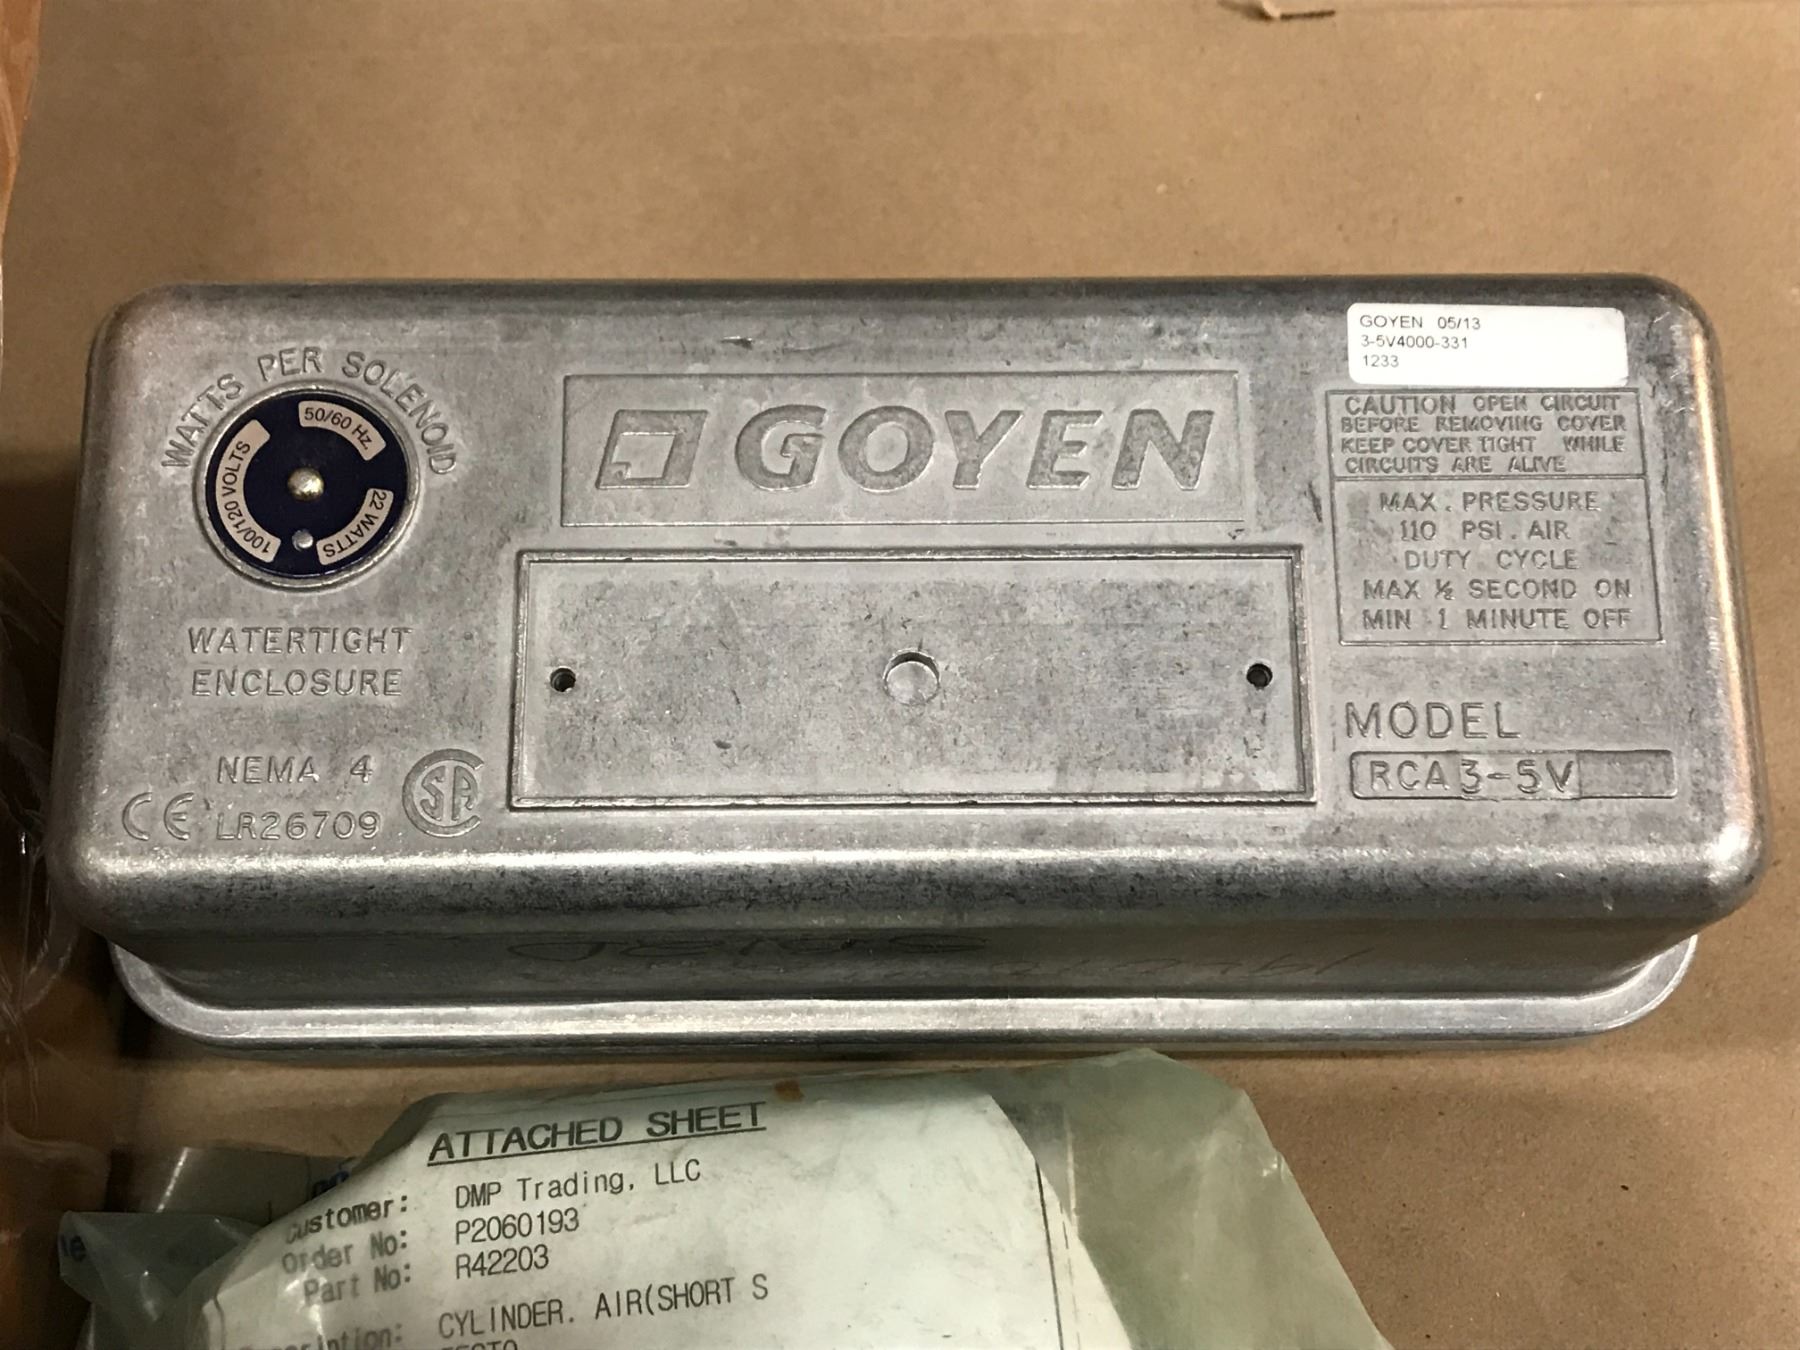 WATTS PER SOLENOID
50/60 Hz
100/120 VOLTS
22 WATTS
WATERTIGHT
ENCLOSURE
NEMA 4
CE LR26709
CSA
GOYEN
GOYEN 05/13
3-5V4000-331
1233
CAUTION OPEN CIRCUIT
BEFORE REMOVING COVER
KEEP COVER TIGHT WHILE
CIRCUITS ARE ALIVE
MAX. PRESSURE
110 PSI. AIR
DUTY CYCLE
MAX ½ SECOND ON
MIN 1 MINUTE OFF
MODEL
RCA 3-5V
ATTACHED SHEET
Customer: DMP Trading, LLC
Order No: P2060193
Part No: R42203
CYLINDER. AIR(SHORT S